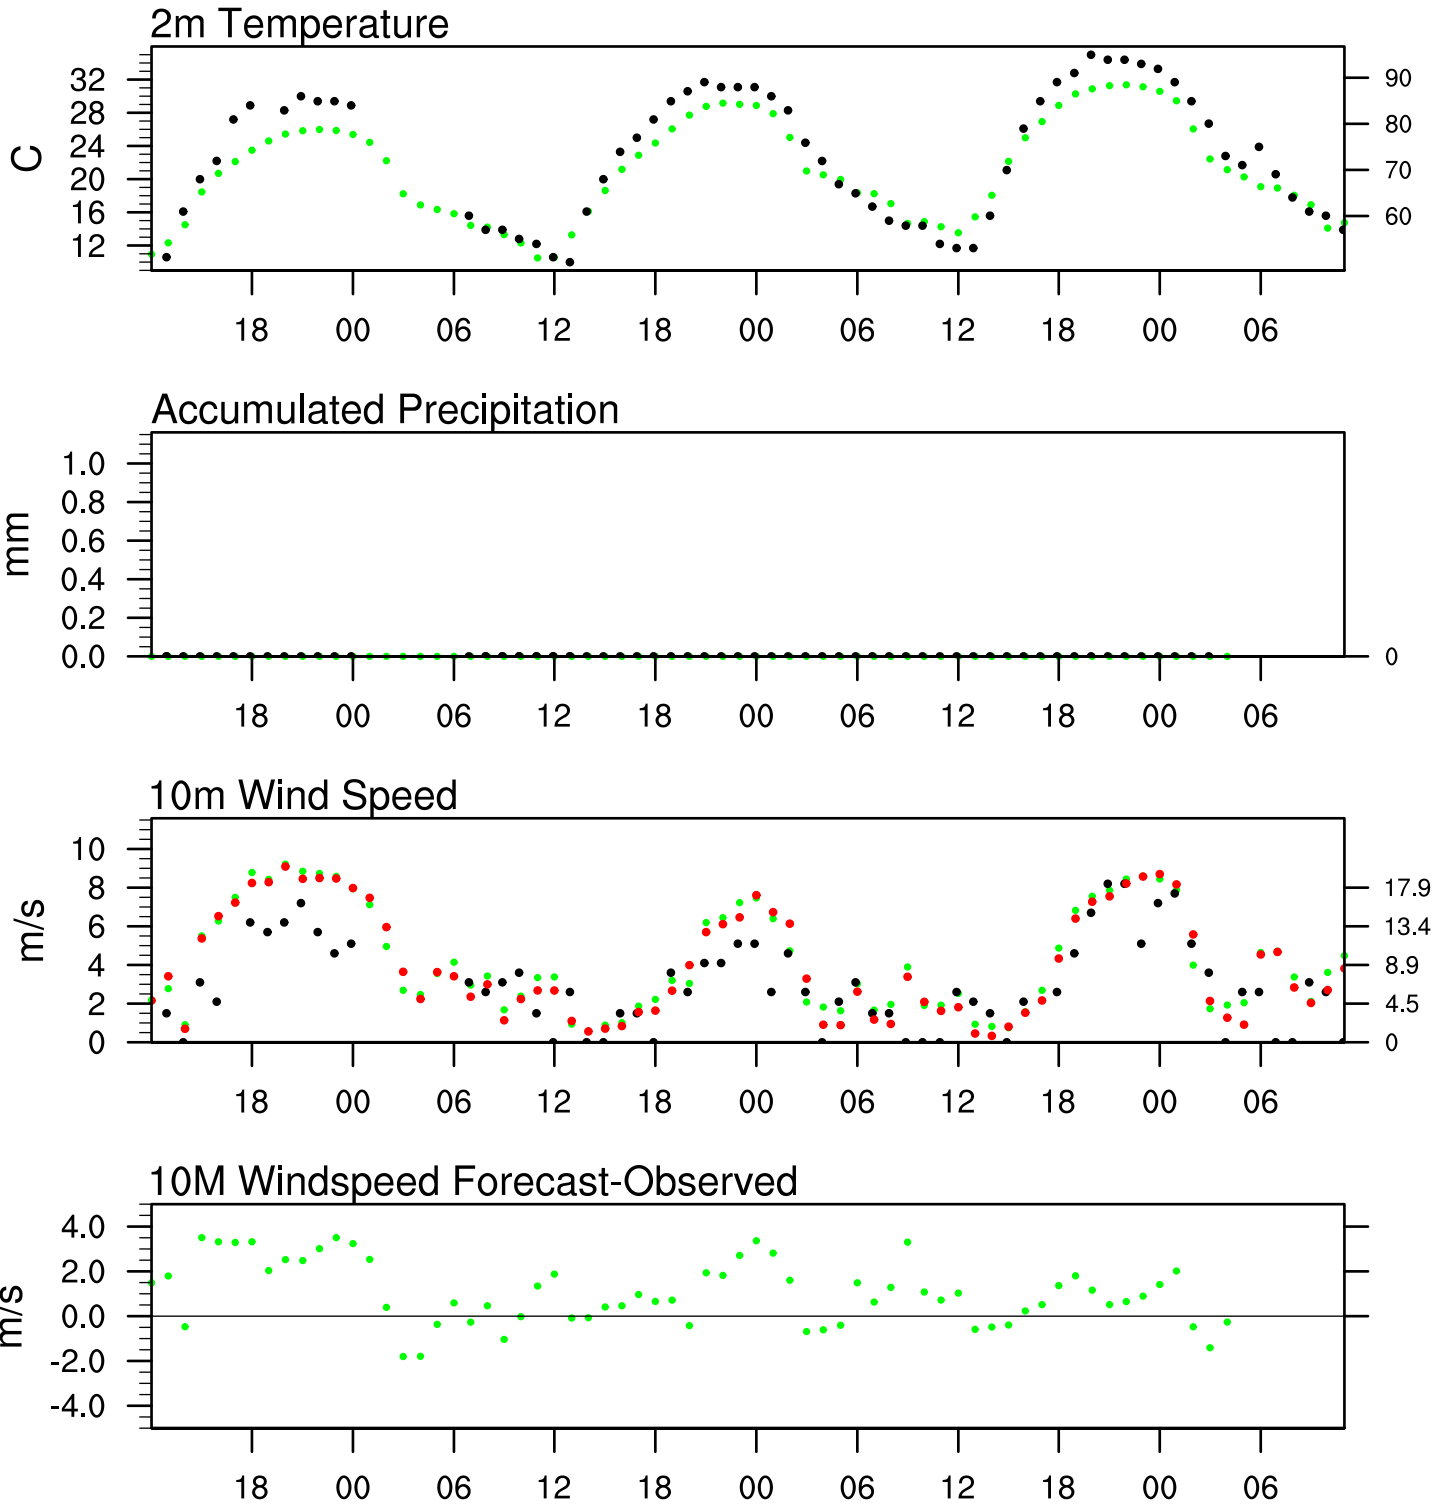 2m Temperature
C
32
28
24
20
16
12
90
80
70
60
18 00 06 12 18 00 06 12 18 00 06
Accumulated Precipitation
mm
1.0
0.8
0.6
0.4
0.2
0.0
0
18 00 06 12 18 00 06 12 18 00 06
10m Wind Speed
m/s
10
8
6
4
2
0
17.9
13.4
8.9
4.5
0
18 00 06 12 18 00 06 12 18 00 06
10M Windspeed Forecast-Observed
m/s
4.0
2.0
0.0
-2.0
-4.0
18 00 06 12 18 00 06 12 18 00 06